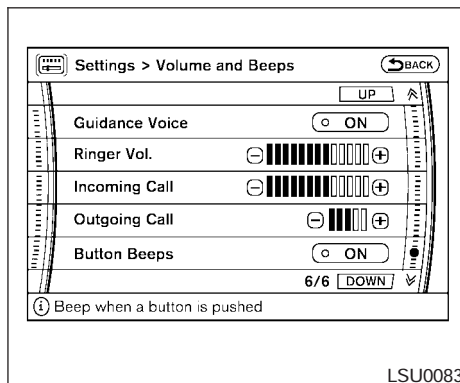 Settings > Volume and Beeps BACK
UP
Guidance Voice ON
Ringer Vol.
Incoming Call
Outgoing Call
Button Beeps ON
6/6 DOWN
i Beep when a button is pushed
LSU0083